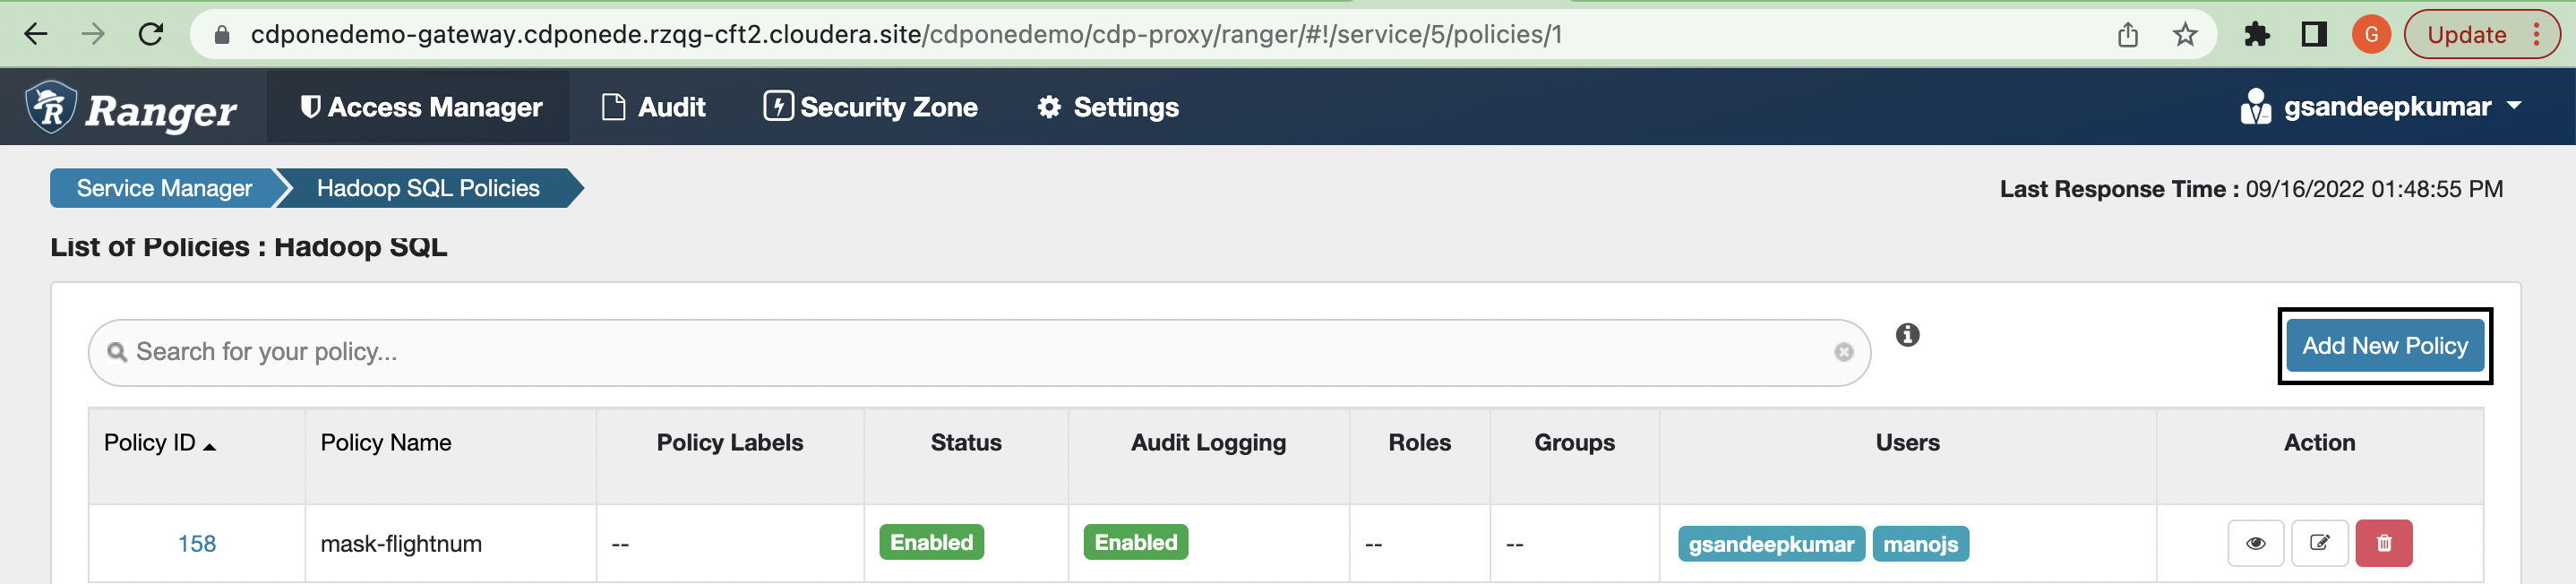 cdponedemo-gateway.cdponede.rzqg-cft2.cloudera.site/cdponedemo/cdp-proxy/ranger/#!/service/5/policies/1
G
Update
R Ranger
Access Manager
Audit
Security Zone
Settings
gsandeepkumar
Service Manager
Hadoop SQL Policies
Last Response Time : 09/16/2022 01:48:55 PM
List of Policies : Hadoop SQL
Search for your policy...
Add New Policy
Policy ID Policy Name Policy Labels Status Audit Logging Roles Groups Users Action
158 mask-flightnum -- Enabled Enabled -- -- gsandeepkumar manojs